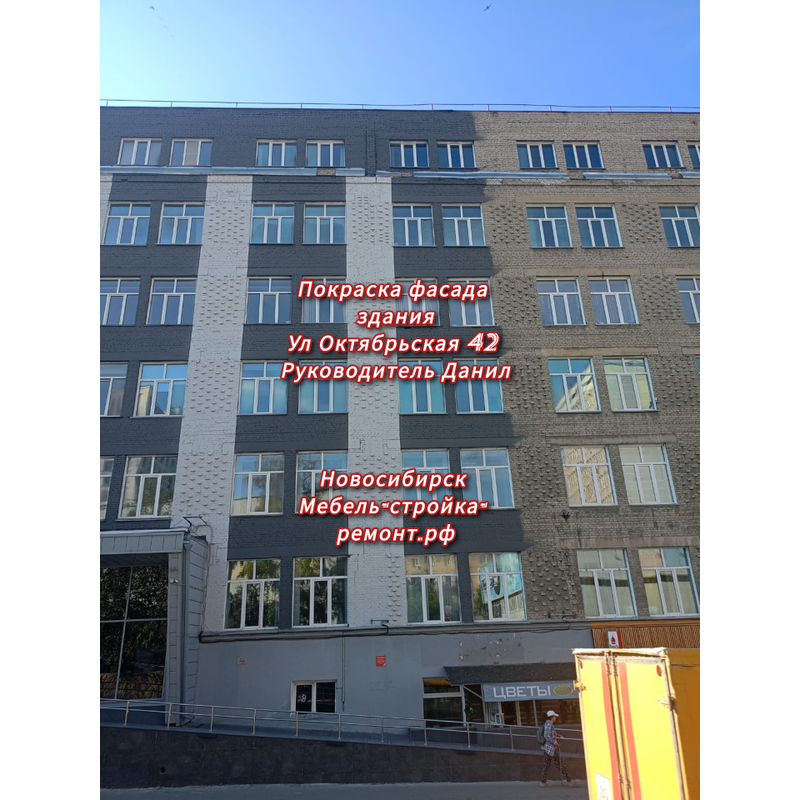 Покраска фасада
здания
Ул Октябрьская 42
Руководитель Данил
Новосибирск
Мебель-стройка-
ремонт.рф
ЦВЕТЫ